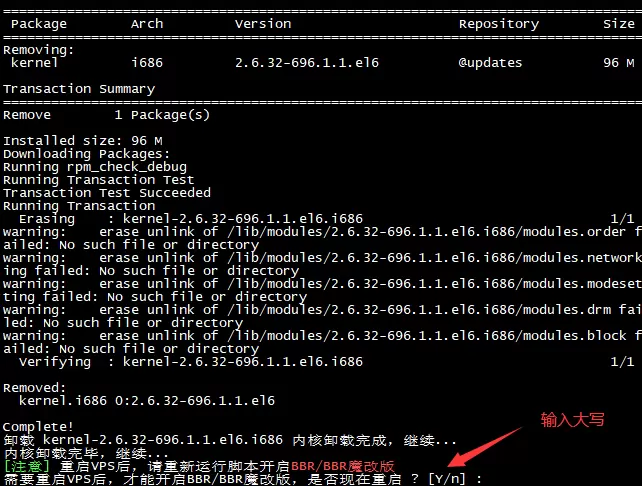 ================================================================================
Package Arch Version Repository Size
================================================================================
Removing:
kernel i686 2.6.32-696.1.1.el6 @updates 96 M
Transaction Summary
================================================================================
Remove 1 Package(s)
Installed size: 96 M
Downloading Packages:
Running rpm_check_debug
Running Transaction Test
Transaction Test Succeeded
Running Transaction
Erasing : kernel-2.6.32-696.1.1.el6.i686 1/1
warning: erase unlink of /lib/modules/2.6.32-696.1.1.el6.i686/modules.order f
ailed: No such file or directory
warning: erase unlink of /lib/modules/2.6.32-696.1.1.el6.i686/modules.network
ing failed: No such file or directory
warning: erase unlink of /lib/modules/2.6.32-696.1.1.el6.i686/modules.modeset
ting failed: No such file or directory
warning: erase unlink of /lib/modules/2.6.32-696.1.1.el6.i686/modules.drm fai
led: No such file or directory
warning: erase unlink of /lib/modules/2.6.32-696.1.1.el6.i686/modules.block f
ailed: No such file or directory
Verifying : kernel-2.6.32-696.1.1.el6.i686 1/1
Removed:
kernel.i686 0:2.6.32-696.1.1.el6
Complete!
输入大写
卸载 kernel-2.6.32-696.1.1.el6.i686 内核卸载完成，继续...
内核卸载完毕，继续...
[注意] 重启VPS后，请重新运行脚本开启BBR/BBR魔改版
需要重启VPS后，才能开启BBR/BBR魔改版，是否现在重启 ? [Y/n] :